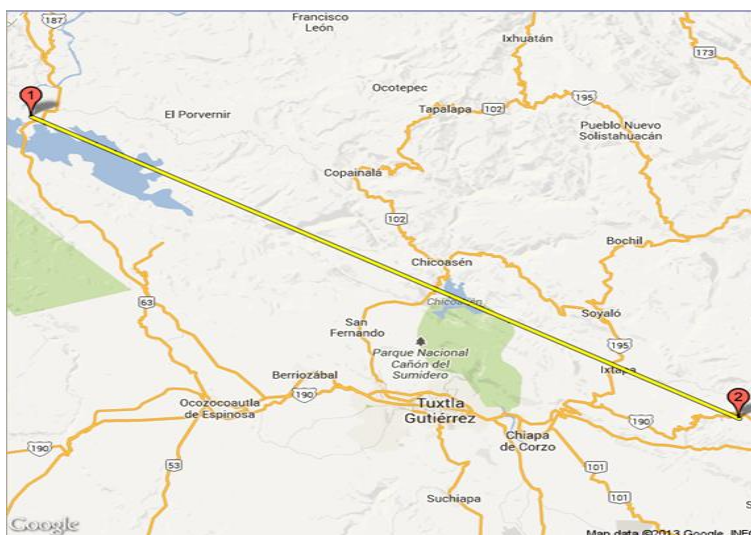 187
Francisco
León
Ixhuatán
173
1
Ocotepec
El Porvernir
Tapalapa
102
195
Pueblo Nuevo
Solistahuacán
Copainalá
102
Bochil
Chicoasén
63
Chicoasén
Soyaló
San
Fernando
195
Parque Nacional
Cañón del
Sumidero
Ixtapa
Berriozábal
190
2
Ocozocoautla
de Espinosa
Tuxtla
Gutiérrez
190
Chiapa
de Corzo
190
53
101
Suchiapa
101
S
Google
Map data ©2013 Google, INEG